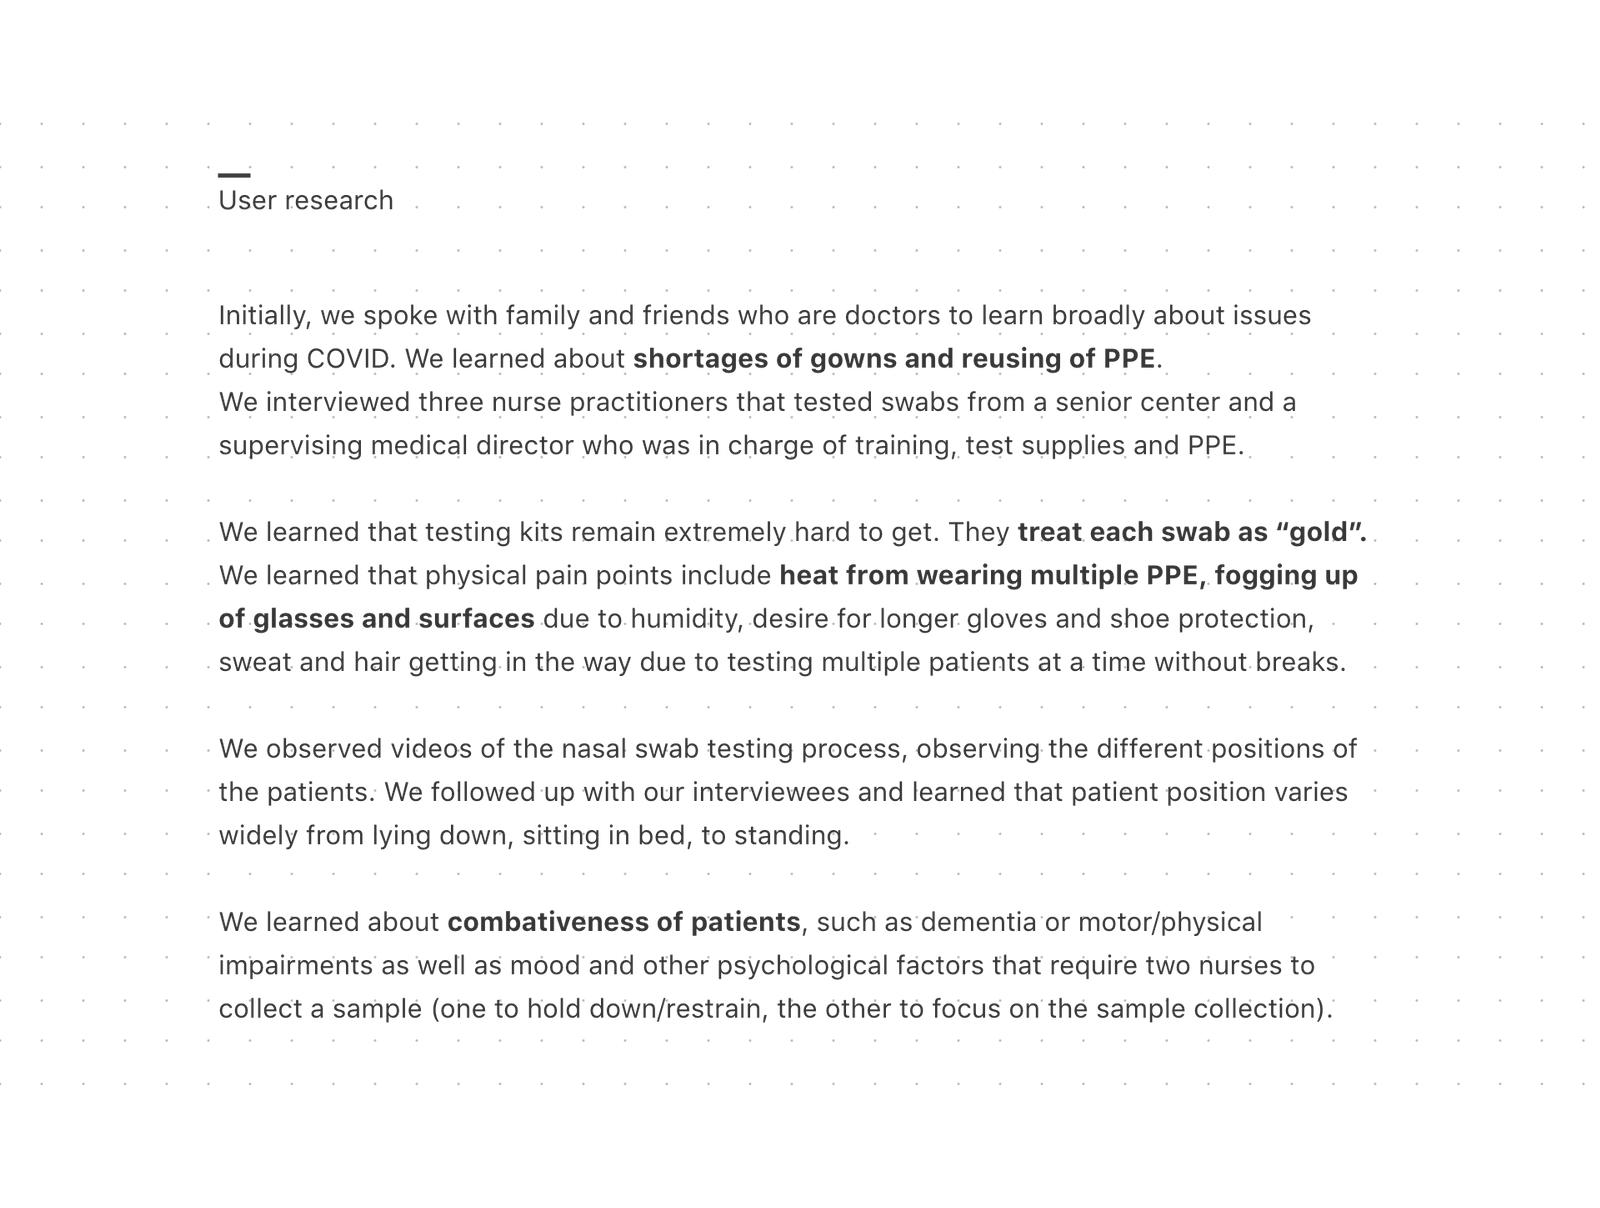 User research
Initially, we spoke with family and friends who are doctors to learn broadly about issues
during COVID. We learned about shortages of gowns and reusing of PPE.
We interviewed three nurse practitioners that tested swabs from a senior center and a
supervising medical director who was in charge of training, test supplies and PPE.
We learned that testing kits remain extremely hard to get. They treat each swab as “gold”.
We learned that physical pain points include heat from wearing multiple PPE, fogging up
of glasses and surfaces due to humidity, desire for longer gloves and shoe protection,
sweat and hair getting in the way due to testing multiple patients at a time without breaks.
We observed videos of the nasal swab testing process, observing the different positions of
the patients. We followed up with our interviewees and learned that patient position varies
widely from lying down, sitting in bed, to standing.
We learned about combativeness of patients, such as dementia or motor/physical
impairments as well as mood and other psychological factors that require two nurses to
collect a sample (one to hold down/restrain, the other to focus on the sample collection).